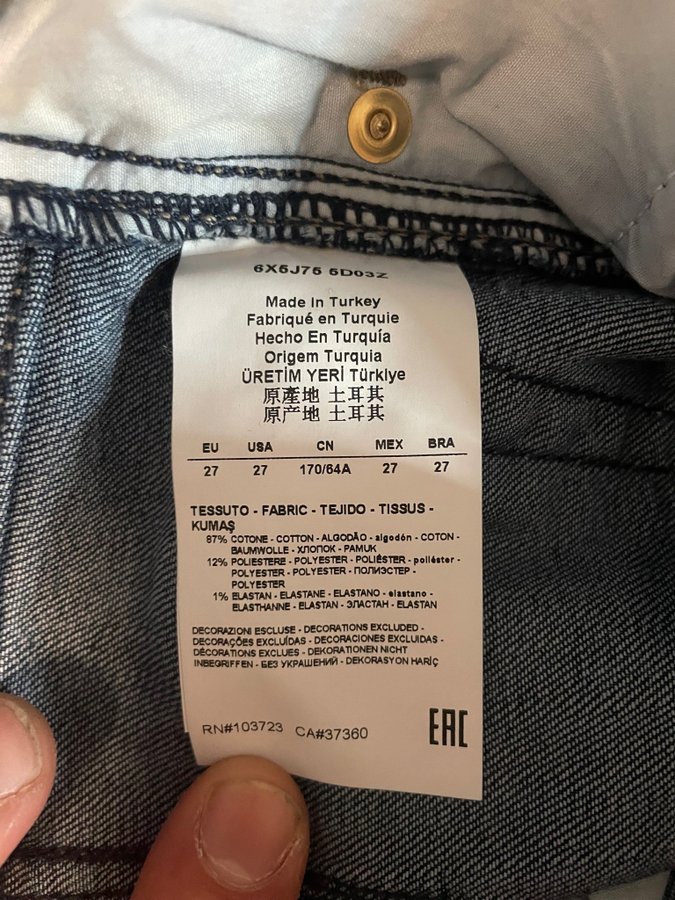 6X5J75 5D03Z
Made in Turkey
Fabriqué en Turquie
Hecho En Turquía
Origem Turquia
ÜRETİM YERİ Türkiye
原產地 土耳其
原产地 土耳其
EU USA CN MEX BRA
27 27 170/64A 27 27
TESSUTO - FABRIC - TEJIDO - TISSUS -
KUMAŞ
87% COTONE - COTTON - ALGODÃO - algodón - COTON -
BAUMWOLLE - ХЛОПОК - PAMUK
12% POLIESTERE - POLYESTER - POLIÉSTER - poliéster -
POLYESTER - POLYESTER - ПОЛИЭСТЕР -
POLYESTER
1% ELASTAN - ELASTANE - ELASTANO - elastano -
ELASTHANNE - ELASTAN - ЭЛАСТАН - ELASTAN
DECORAZIONI ESCLUSE - DECORATIONS EXCLUDED -
DECORAÇÕES EXCLUÍDAS - DECORACIONES EXCLUIDAS -
DÉCORATIONS EXCLUES - DEKORATIONEN NICHT
INBEGRIFFEN - БЕЗ УКРАШЕНИЙ - DEKORASYON HARİÇ
RN#103723 CA#37360
EAC